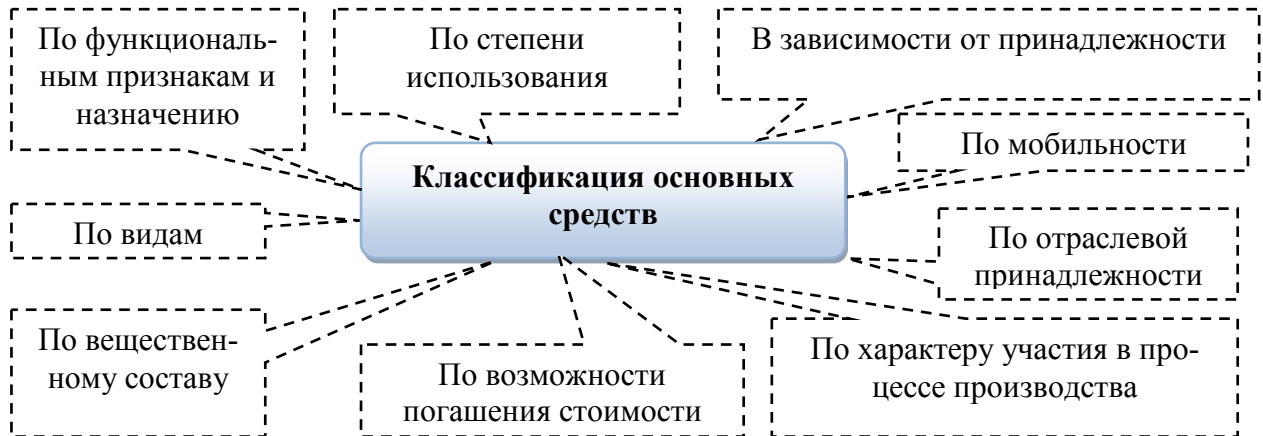 По функциональ-
ным признакам и
назначению
По степени
использования
В зависимости от принадлежности
По мобильности
Классификация основных
средств
По видам
По отраслевой
принадлежности
По веществен-
ному составу
По возможности
погашения стоимости
По характеру участия в про-
цессе производства